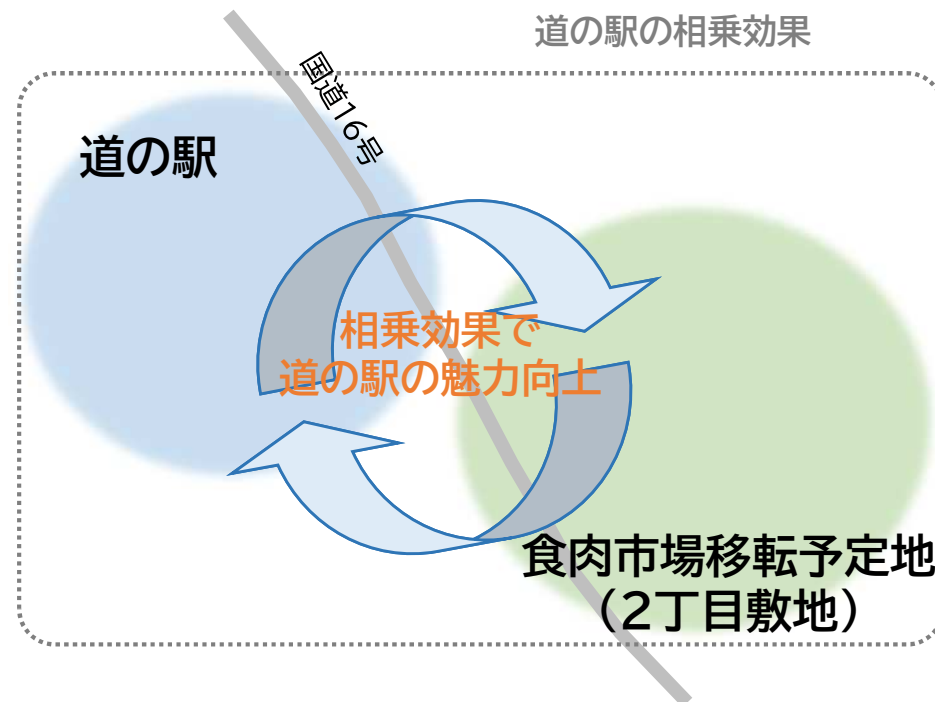 道の駅の相乗効果
国道16号
道の駅
相乗効果で
道の駅の魅力向上
食肉市場移転予定地
（2丁目敷地）